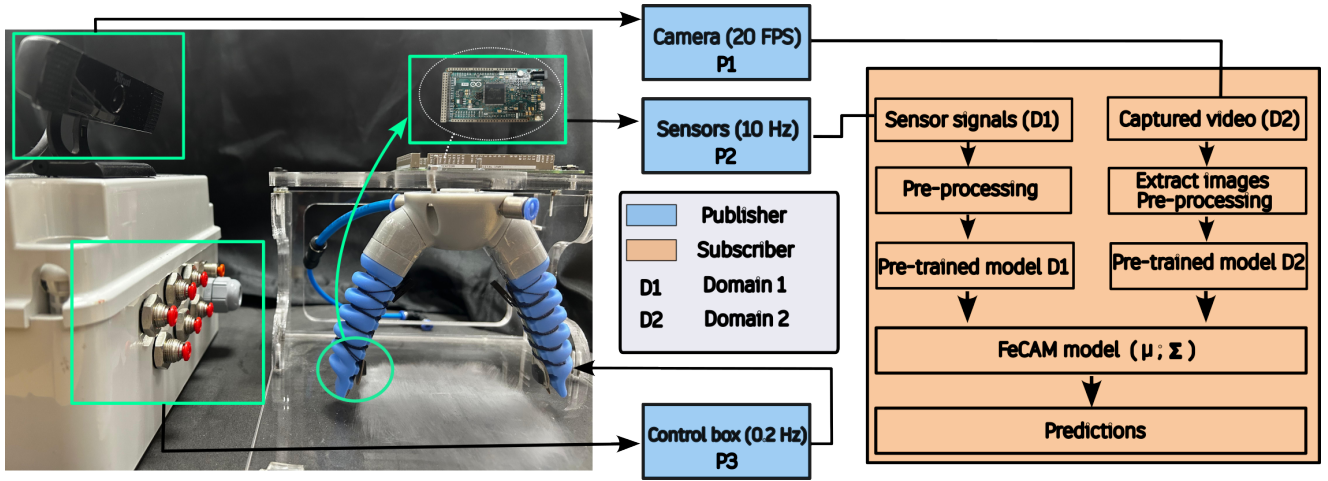 Camera (20 FPS)
P1
Sensors (10 Hz)
P2
Publisher
Subscriber
D1 Domain 1
D2 Domain 2
Control box (0.2 Hz)
P3
Sensor signals (D1)
Pre-processing
Pre-trained model D1
Captured video (D2)
Extract images
Pre-processing
Pre-trained model D2
FeCAM model (μ ; Σ)
Predictions